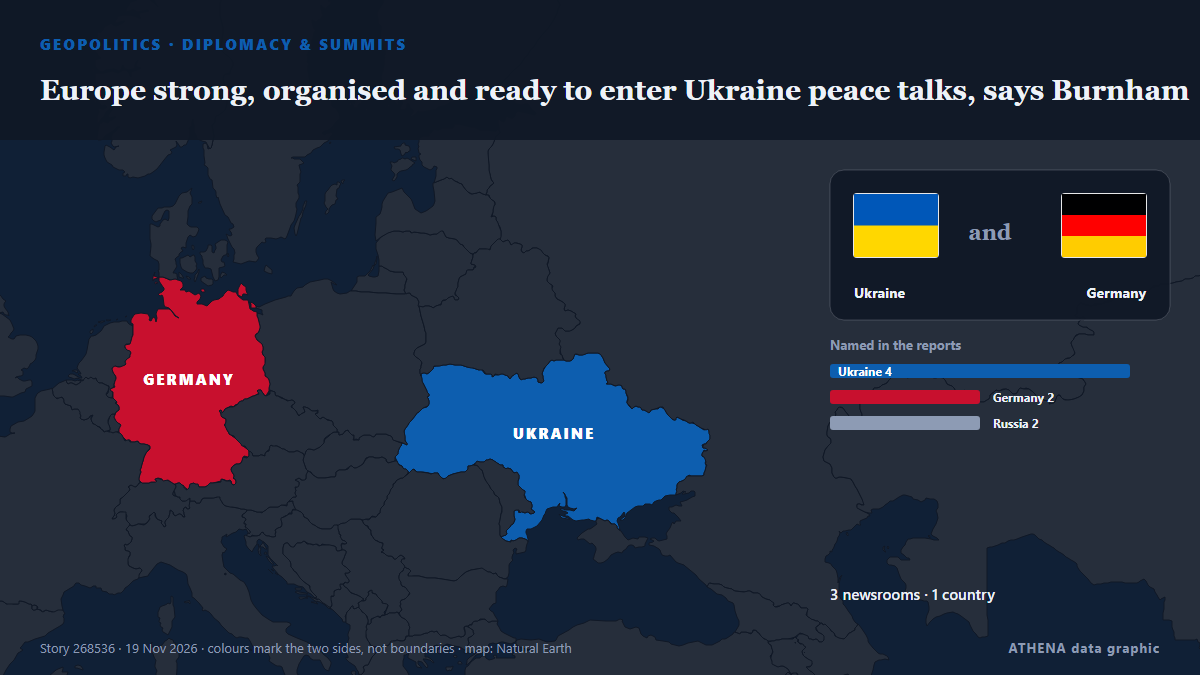 GEOPOLITICS · DIPLOMACY & SUMMITS
Europe strong, organised and ready to enter Ukraine peace talks, says Burnham
and
Ukraine
Germany
Named in the reports
Ukraine 4
Germany 2
Russia 2
GERMANY
UKRAINE
3 newsrooms · 1 country
Story 268536 · 19 Nov 2026 · colours mark the two sides, not boundaries · map: Natural Earth
ATHENA data graphic